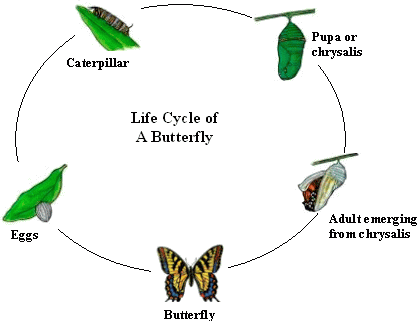 Pupa or
chrysalis
Caterpillar
Life Cycle of
A Butterfly
Adult emerging
from chrysalis
Eggs
Butterfly